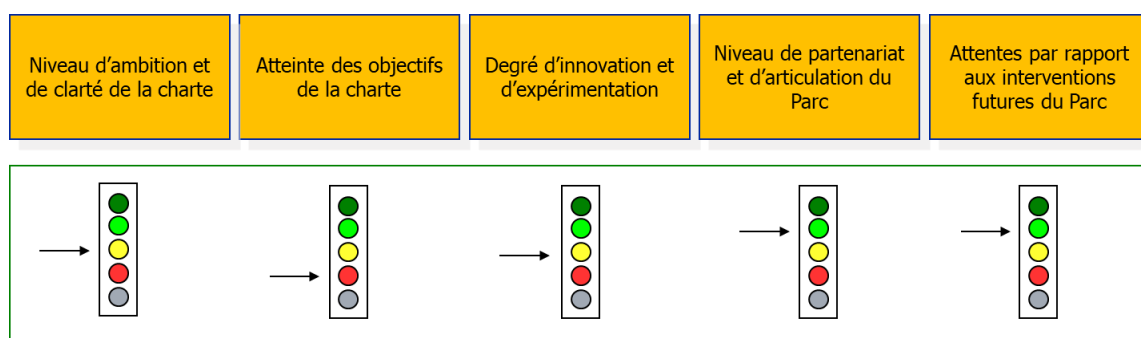 Niveau d'ambition et
de clarté de la charte
Atteinte des objectifs
de la charte
Degré d'innovation et
d'expérimentation
Niveau de partenariat
et d'articulation du
Parc
Attentes par rapport
aux interventions
futures du Parc